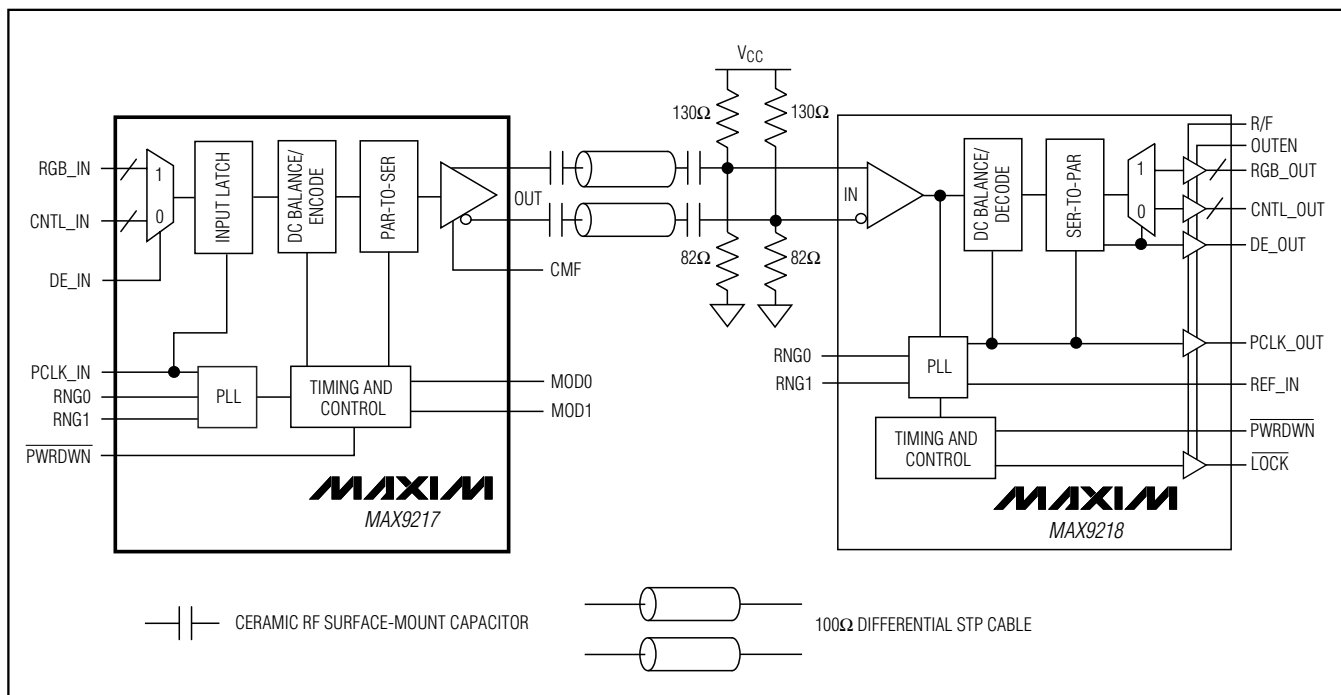 VCC
130Ω
130Ω
RGB_IN
CNTL_IN
DE_IN
PCLK_IN
RNG0
RNG1
PWRDWN
1
0
INPUT LATCH
DC BALANCE/
ENCODE
PAR-TO-SER
PLL
TIMING AND
CONTROL
OUT
CMF
MOD0
MOD1
MAXIM
MAX9217
82Ω
82Ω
IN
DC BALANCE/
DECODE
SER-TO-PAR
1
0
R/F
OUTEN
RGB_OUT
CNTL_OUT
DE_OUT
PCLK_OUT
RNG0
RNG1
PLL
REF_IN
TIMING AND
CONTROL
PWRDWN
LOCK
MAXIM
MAX9218
CERAMIC RF SURFACE-MOUNT CAPACITOR
100Ω DIFFERENTIAL STP CABLE